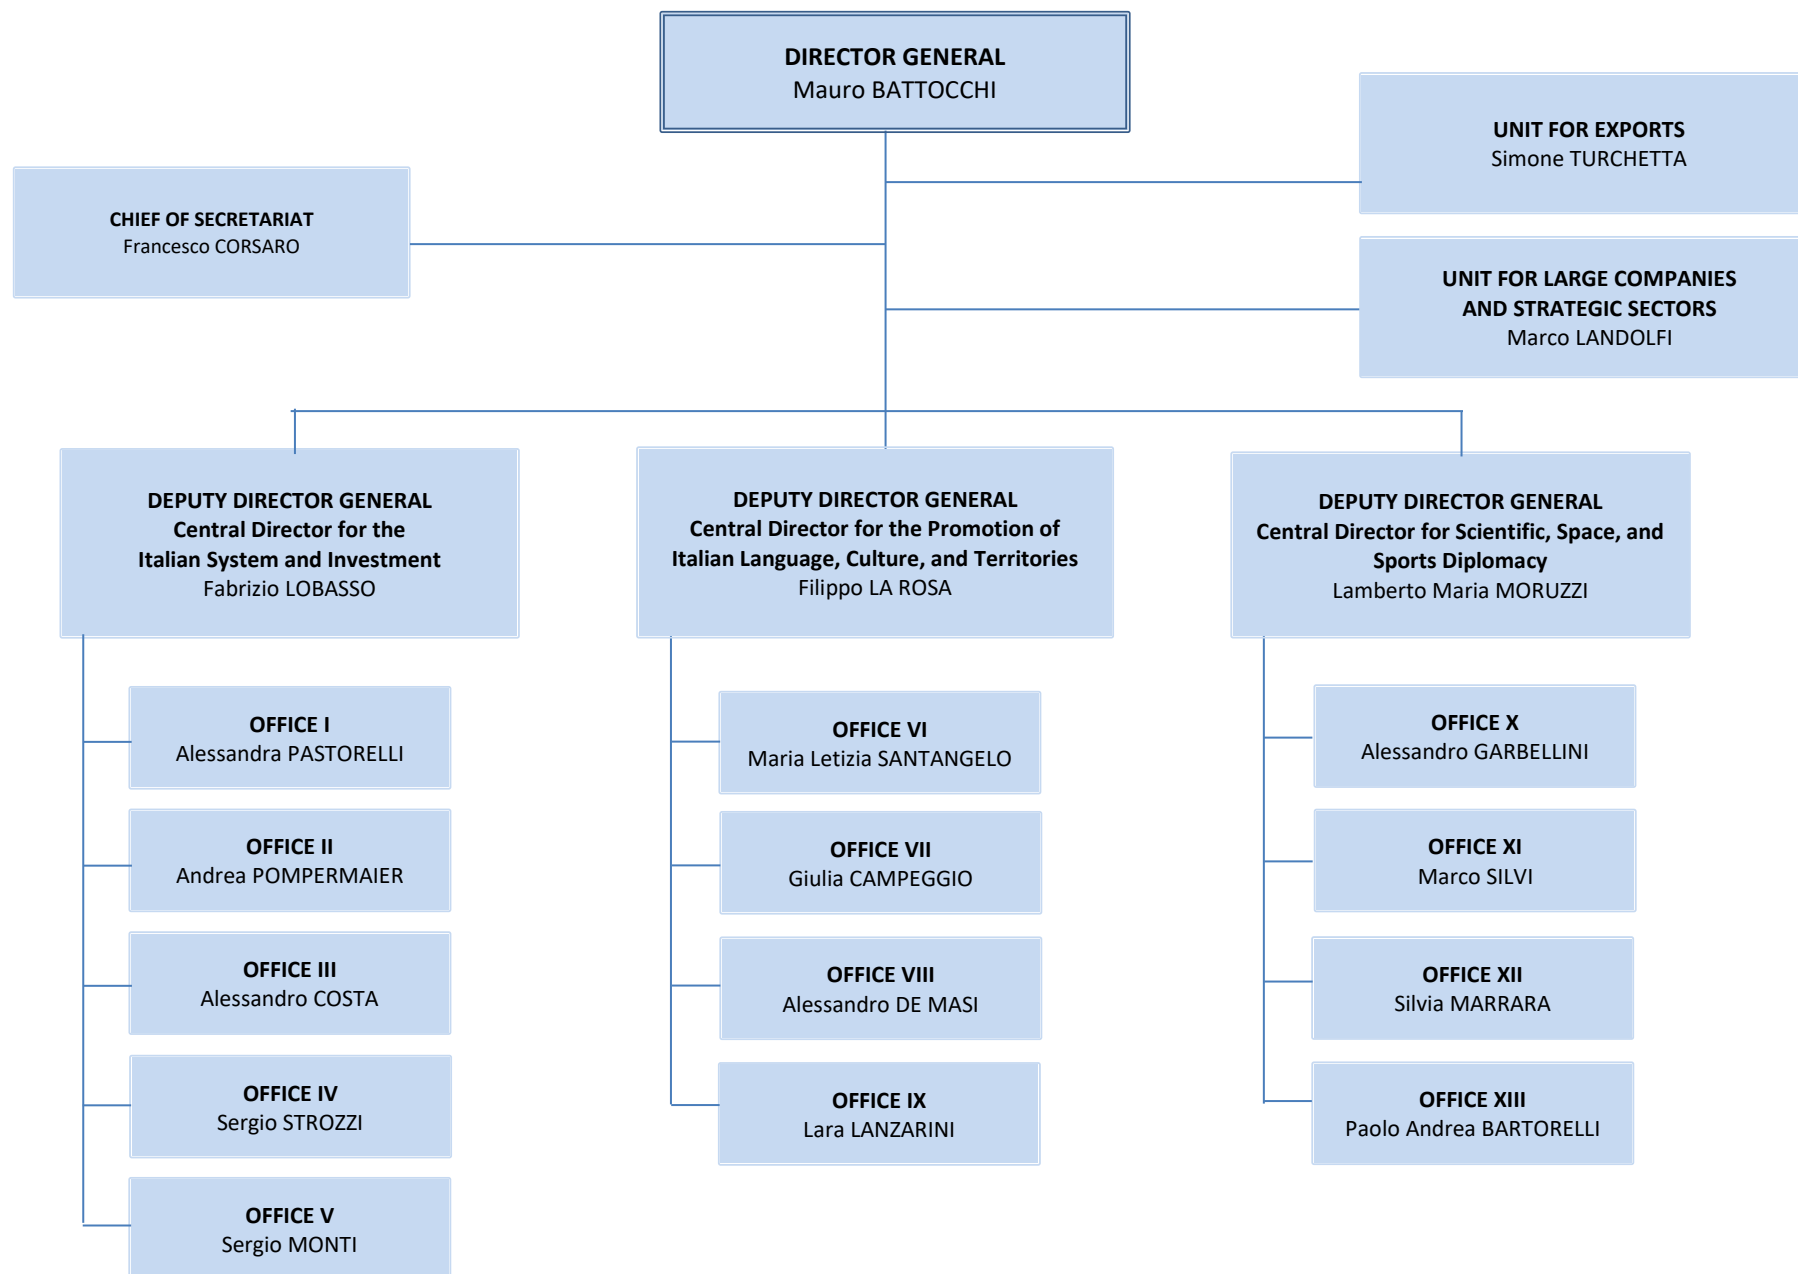 DIRECTOR GENERAL
Mauro BATTOCCHI
UNIT FOR EXPORTS
Simone TURCHETTA
CHIEF OF SECRETARIAT
Francesco CORSARO
UNIT FOR LARGE COMPANIES
AND STRATEGIC SECTORS
Marco LANDOLFI
DEPUTY DIRECTOR GENERAL
Central Director for the
Italian System and Investment
Fabrizio LOBASSO
DEPUTY DIRECTOR GENERAL
Central Director for the Promotion of
Italian Language, Culture, and Territories
Filippo LA ROSA
DEPUTY DIRECTOR GENERAL
Central Director for Scientific, Space, and
Sports Diplomacy
Lamberto Maria MORUZZI
OFFICE I
Alessandra PASTORELLI
OFFICE II
Andrea POMPERMAIER
OFFICE III
Alessandro COSTA
OFFICE IV
Sergio STROZZI
OFFICE V
Sergio MONTI
OFFICE VI
Maria Letizia SANTANGELO
OFFICE VII
Giulia CAMPEGGIO
OFFICE VIII
Alessandro DE MASI
OFFICE IX
Lara LANZARINI
OFFICE X
Alessandro GARBELLINI
OFFICE XI
Marco SILVI
OFFICE XII
Silvia MARRARA
OFFICE XIII
Paolo Andrea BARTORELLI